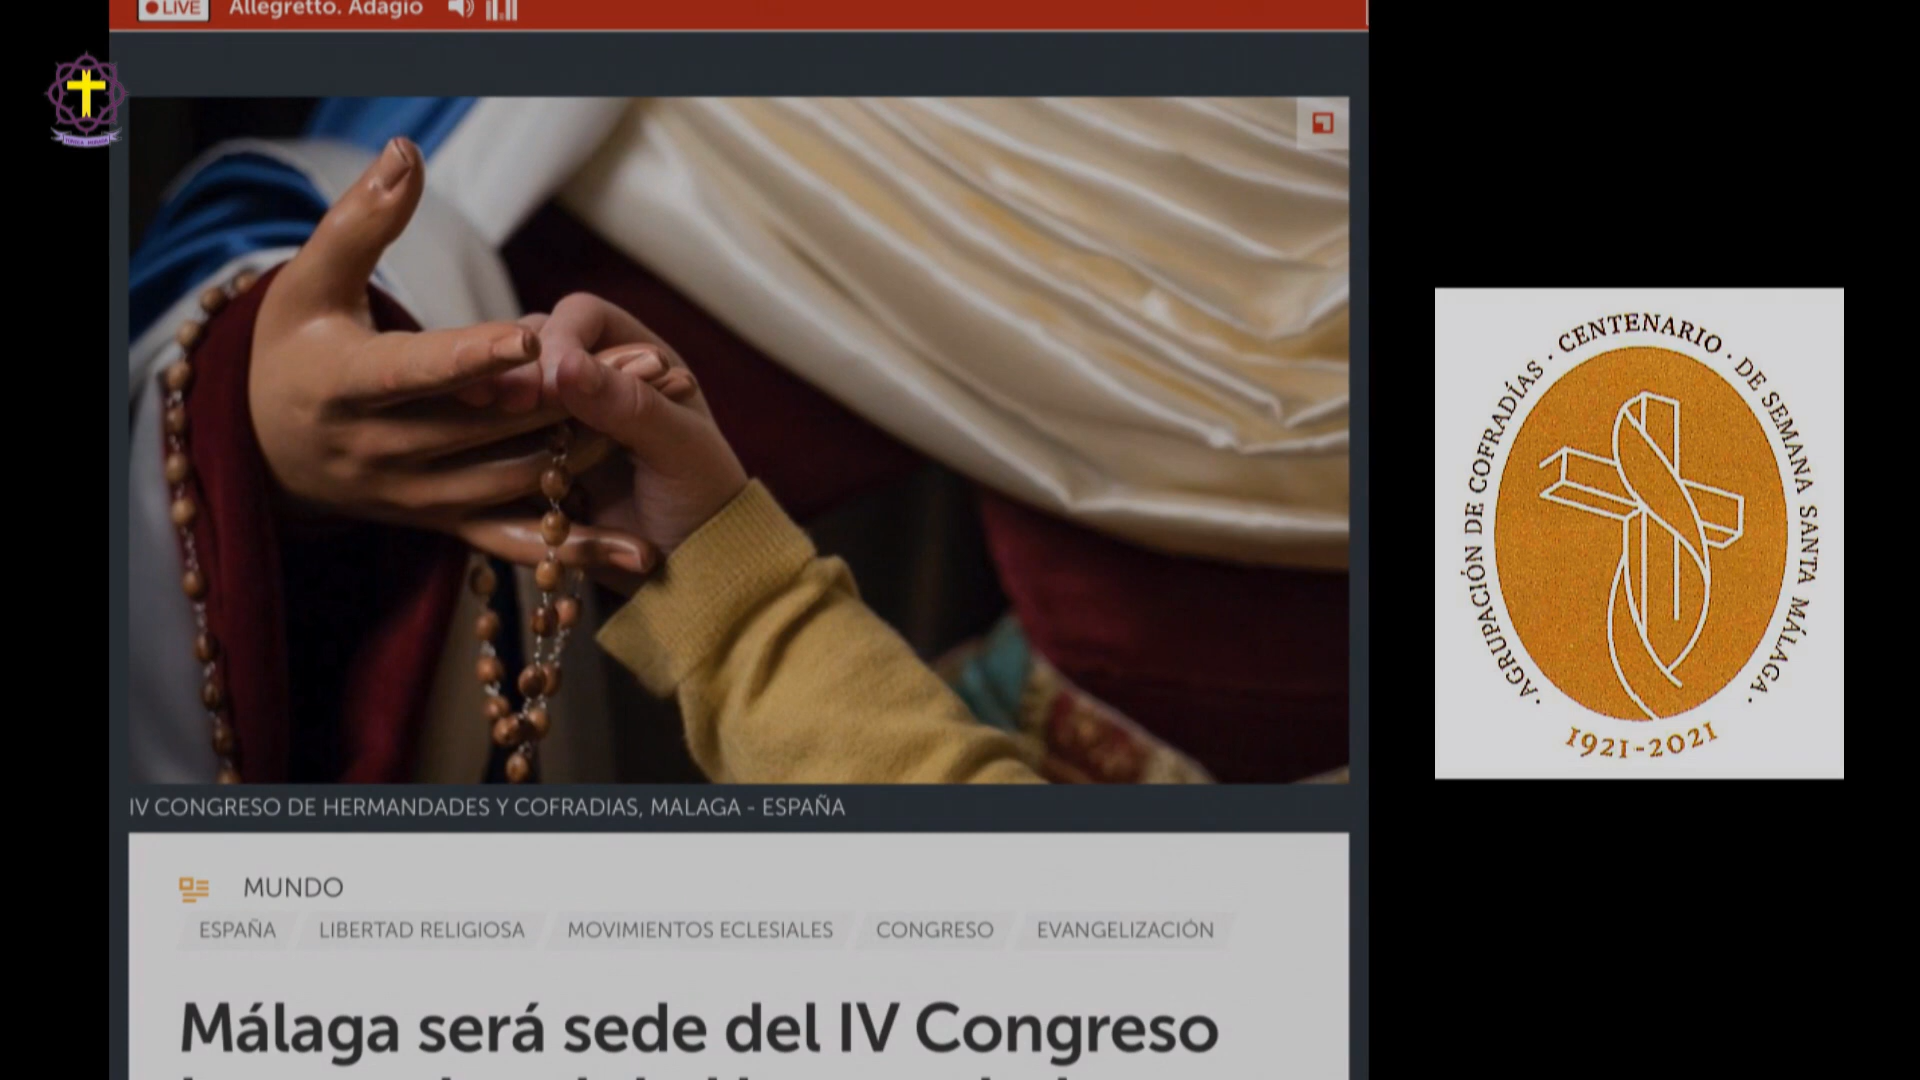 LIVE Allegretto. Adagio
IV CONGRESO DE HERMANDADES Y COFRADIAS, MALAGA - ESPAÑA
MUNDO
ESPAÑA LIBERTAD RELIGIOSA MOVIMIENTOS ECLESIALES CONGRESO EVANGELIZACIÓN
Málaga será sede del IV Congreso
· AGRUPACIÓN DE COFRADÍAS · CENTENARIO · DE SEMANA SANTA MÁLAGA ·
1921-2021